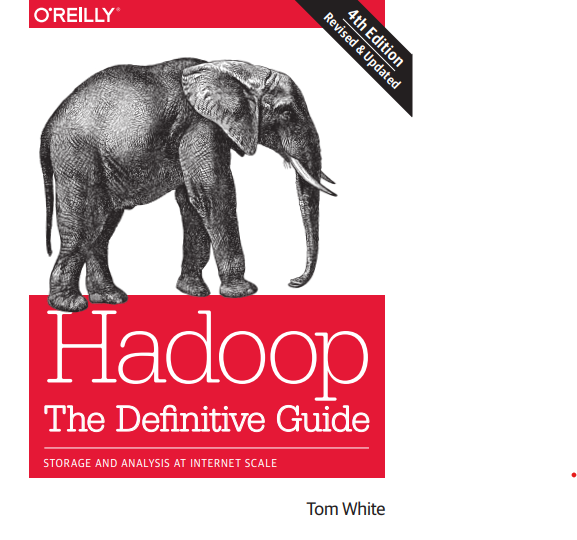 O'REILLY®
4th Edition
Revised & Updated
Hadoop
The Definitive Guide
STORAGE AND ANALYSIS AT INTERNET SCALE
Tom White